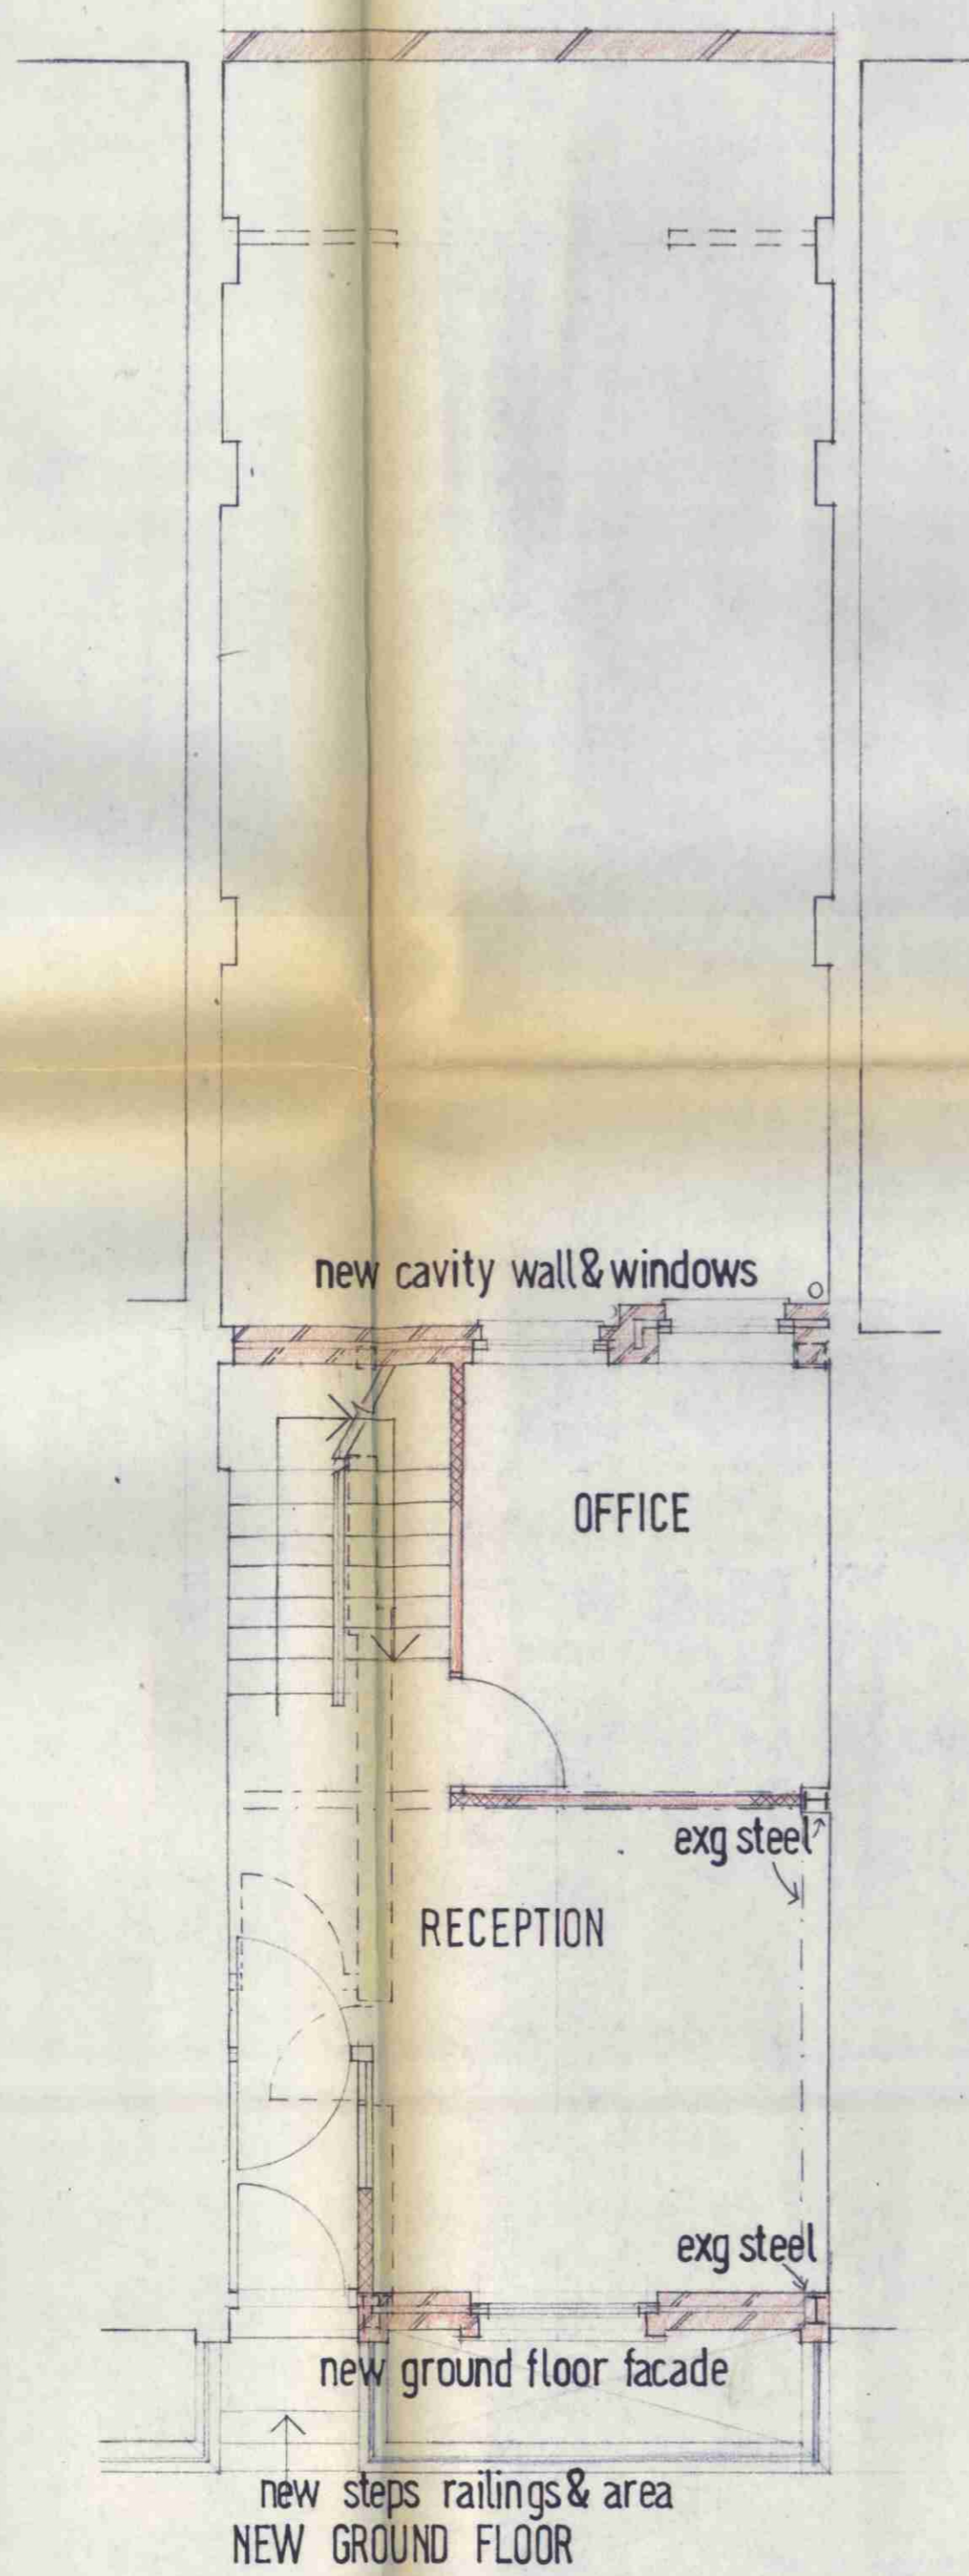 new cavity wall & windows
OFFICE
exg steel
RECEPTION
exg steel
new ground floor facade
new steps railings & area
NEW GROUND FLOOR